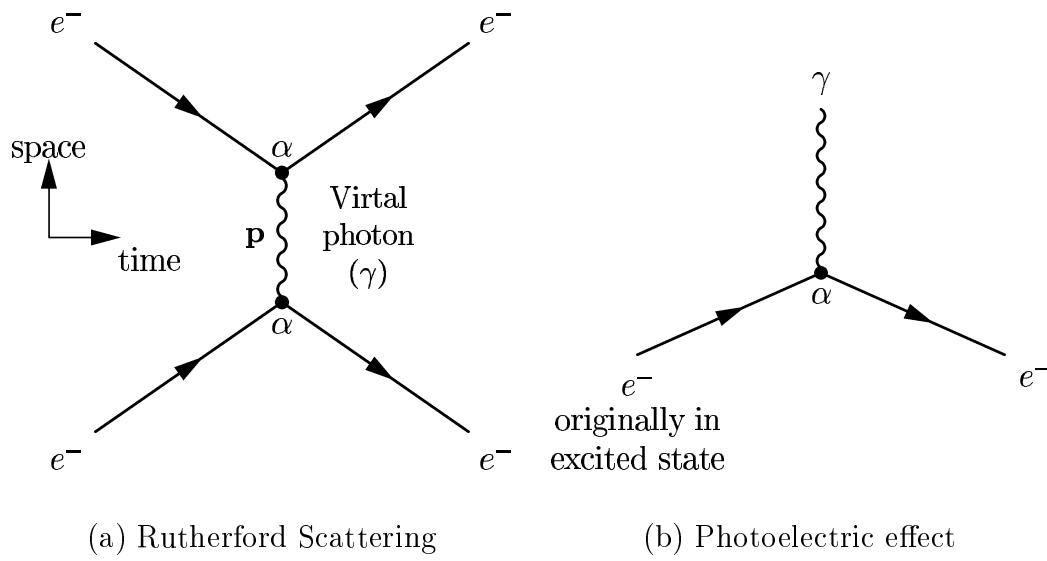 e⁻
e⁻
α
space
time
p
Virtal
photon
(γ)
α
e⁻
e⁻
(a) Rutherford Scattering
γ
α
e⁻
originally in
excited state
e⁻
(b) Photoelectric effect